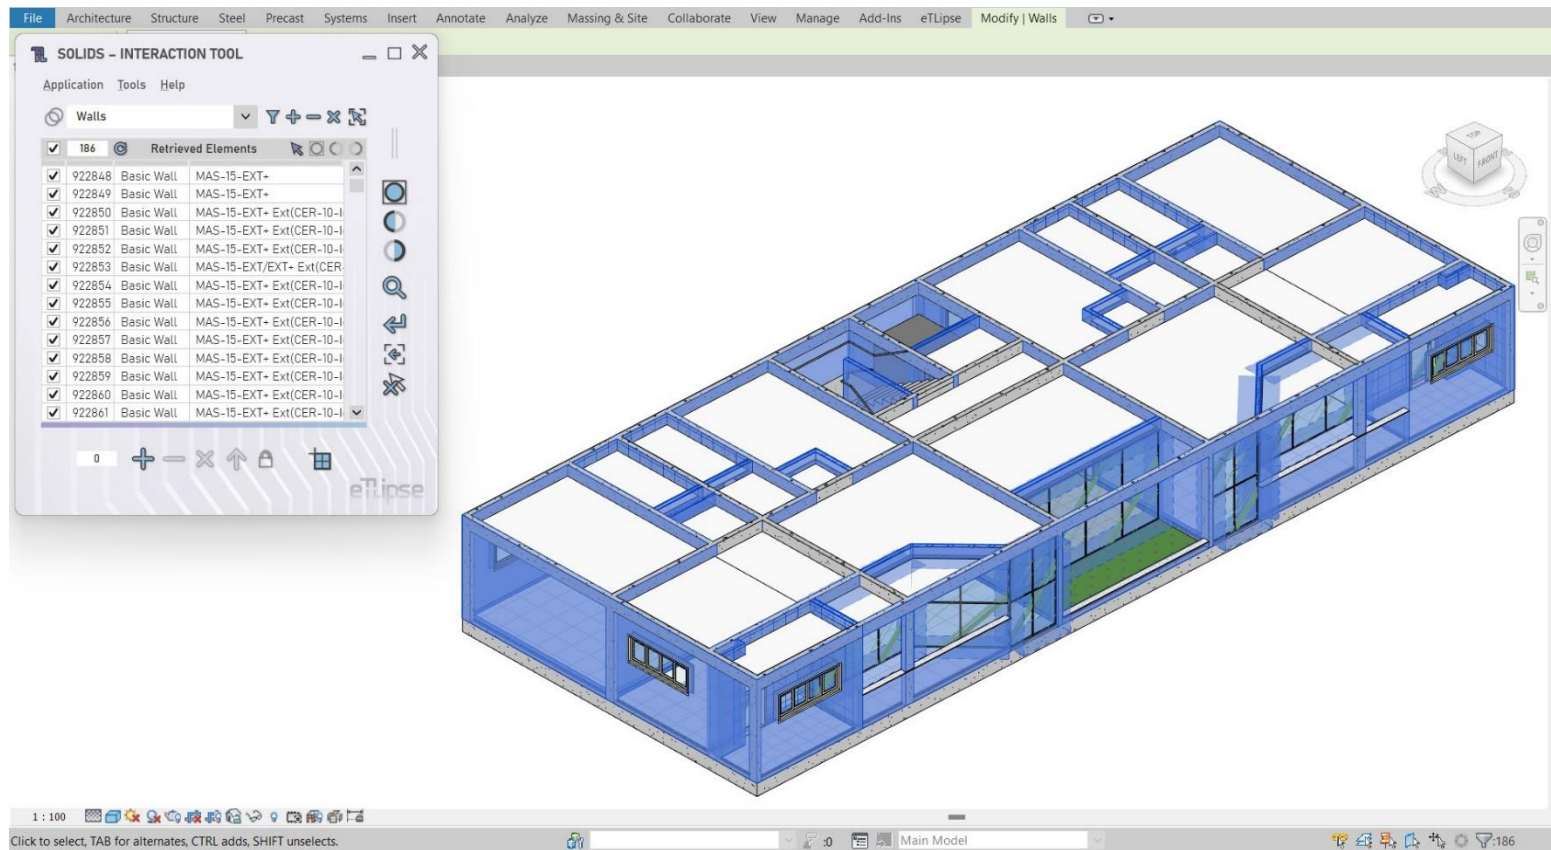 File Architecture Structure Steel Precast Systems Insert Annotate Analyze Massing & Site Collaborate View Manage Add-Ins eTLipse Modify | Walls
SOLIDS - INTERACTION TOOL
Application Tools Help
Walls
186 Retrieved Elements
922848 Basic Wall MAS-15-EXT+
922849 Basic Wall MAS-15-EXT+
922850 Basic Wall MAS-15-EXT+ Ext(CER-10-I
922851 Basic Wall MAS-15-EXT+ Ext(CER-10-I
922852 Basic Wall MAS-15-EXT+ Ext(CER-10-I
922853 Basic Wall MAS-15-EXT/EXT+ Ext(CER-
922854 Basic Wall MAS-15-EXT+ Ext(CER-10-I
922855 Basic Wall MAS-15-EXT+ Ext(CER-10-I
922856 Basic Wall MAS-15-EXT+ Ext(CER-10-I
922857 Basic Wall MAS-15-EXT+ Ext(CER-10-I
922858 Basic Wall MAS-15-EXT+ Ext(CER-10-I
922859 Basic Wall MAS-15-EXT+ Ext(CER-10-I
922860 Basic Wall MAS-15-EXT+ Ext(CER-10-I
922861 Basic Wall MAS-15-EXT+ Ext(CER-10-I
0
eTLipse
TOP
LEFT FRONT
1 : 100
Click to select, TAB for alternates, CTRL adds, SHIFT unselects.
:0 Main Model :186